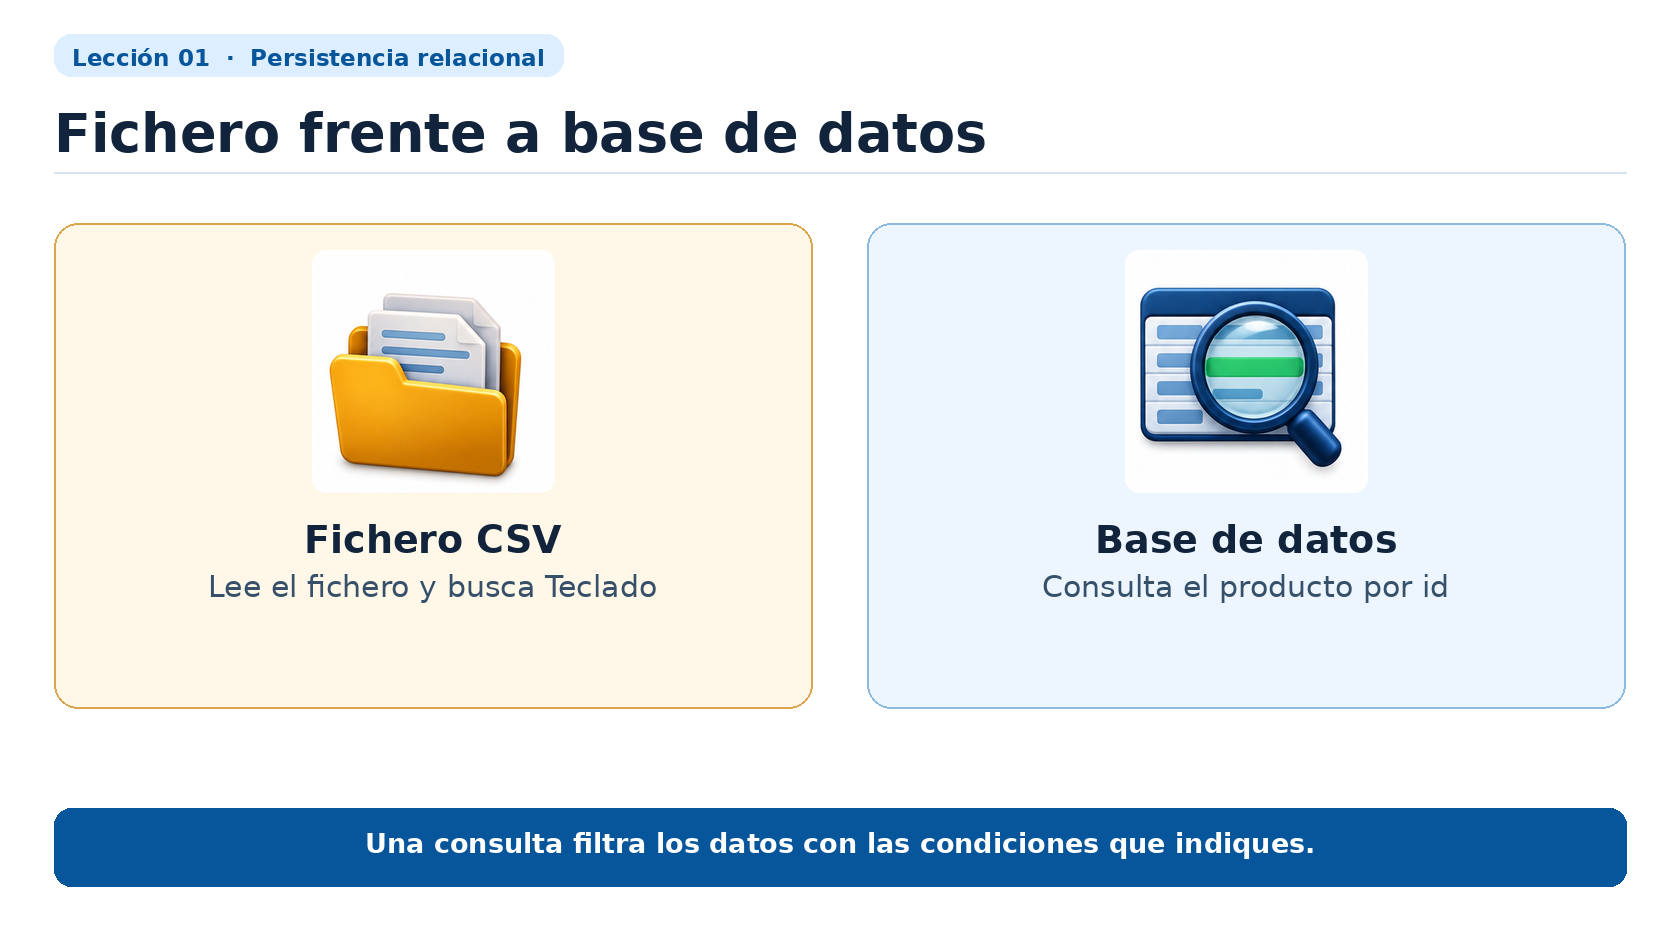 Lección 01 · Persistencia relacional
Fichero frente a base de datos
Fichero CSV
Lee el fichero y busca Teclado
Base de datos
Consulta el producto por id
Una consulta filtra los datos con las condiciones que indiques.